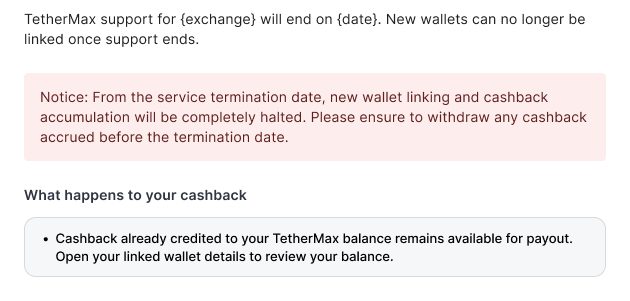 TetherMax support for {exchange} will end on {date}. New wallets can no longer be
linked once support ends.
Notice: From the service termination date, new wallet linking and cashback
accumulation will be completely halted. Please ensure to withdraw any cashback
accrued before the termination date.
What happens to your cashback
• Cashback already credited to your TetherMax balance remains available for payout.
Open your linked wallet details to review your balance.